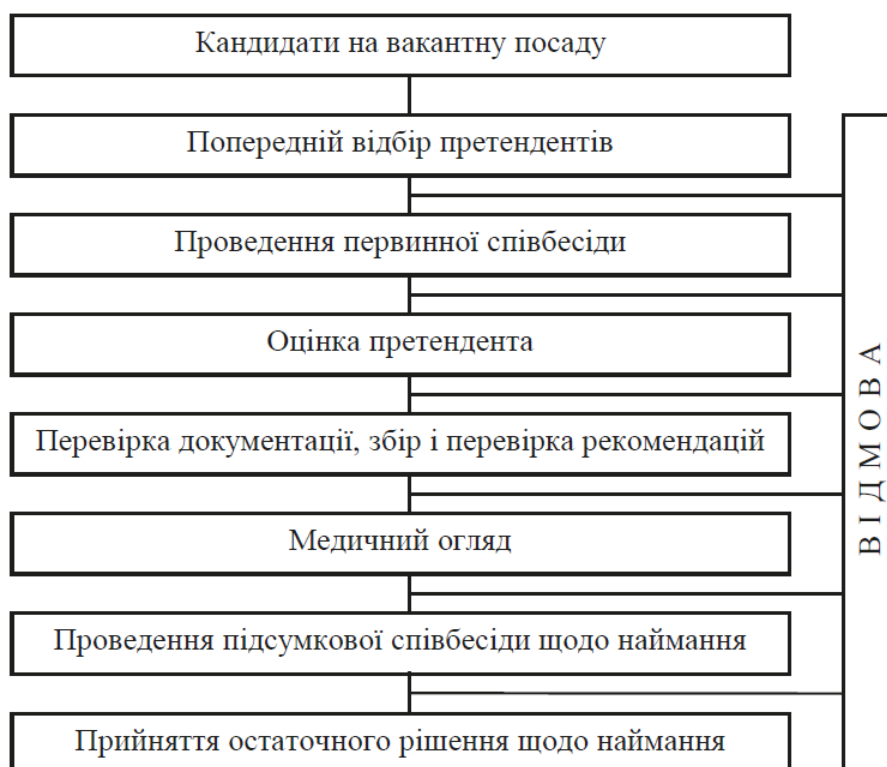 Кандидати на вакантну посаду
Попередній відбір претендентів
Проведення первинної співбесіди
Оцінка претендента
Перевірка документації, збір і перевірка рекомендацій
Медичний огляд
Проведення підсумкової співбесіди щодо наймання
Прийняття остаточного рішення щодо наймання
ВІДМОВА